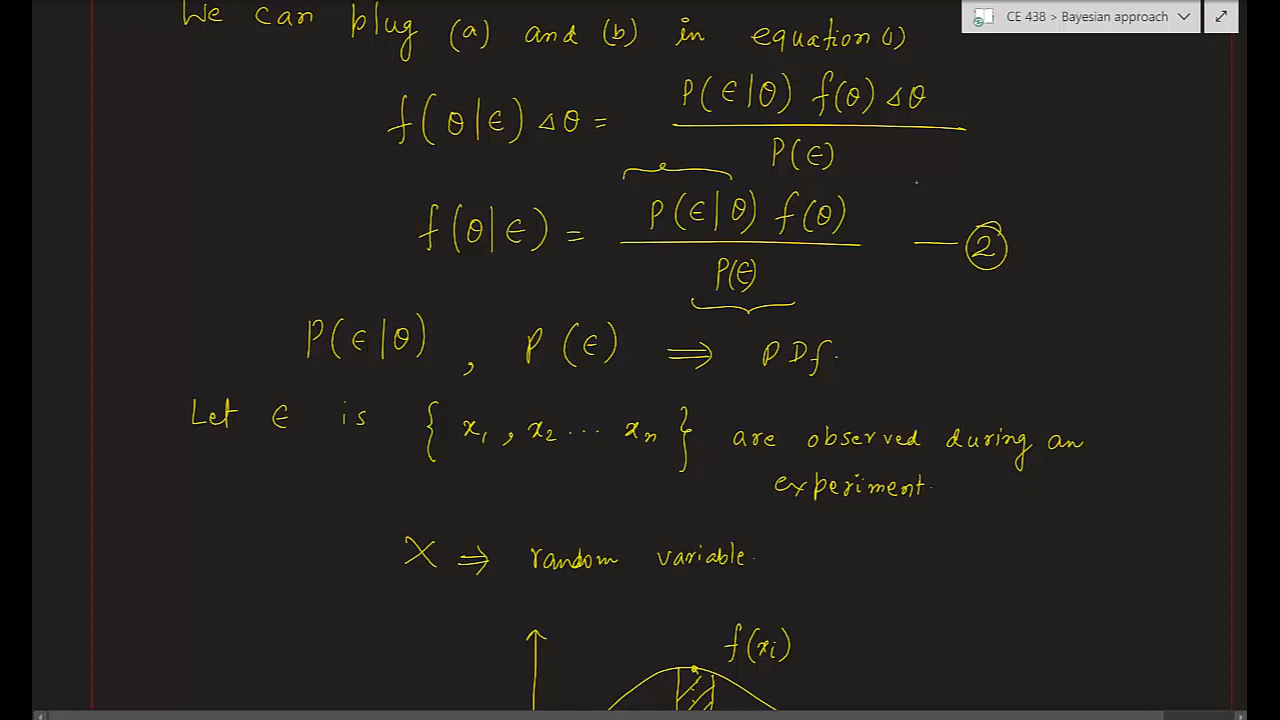 CE 438 > Bayesian approach
We can plug (a) and (b) in equation (1)
f(θ|ϵ) Δθ = P(ϵ|θ) f(θ) Δθ / P(ϵ)
f(θ|ϵ) = P(ϵ|θ) f(θ) / P(ϵ) — ②
P(ϵ|θ) , P(ϵ) ⇒ PDf.
Let ϵ is { x₁, x₂ ... xₙ } are observed during an
experiment.
X ⇒ random variable.
f(xᵢ)